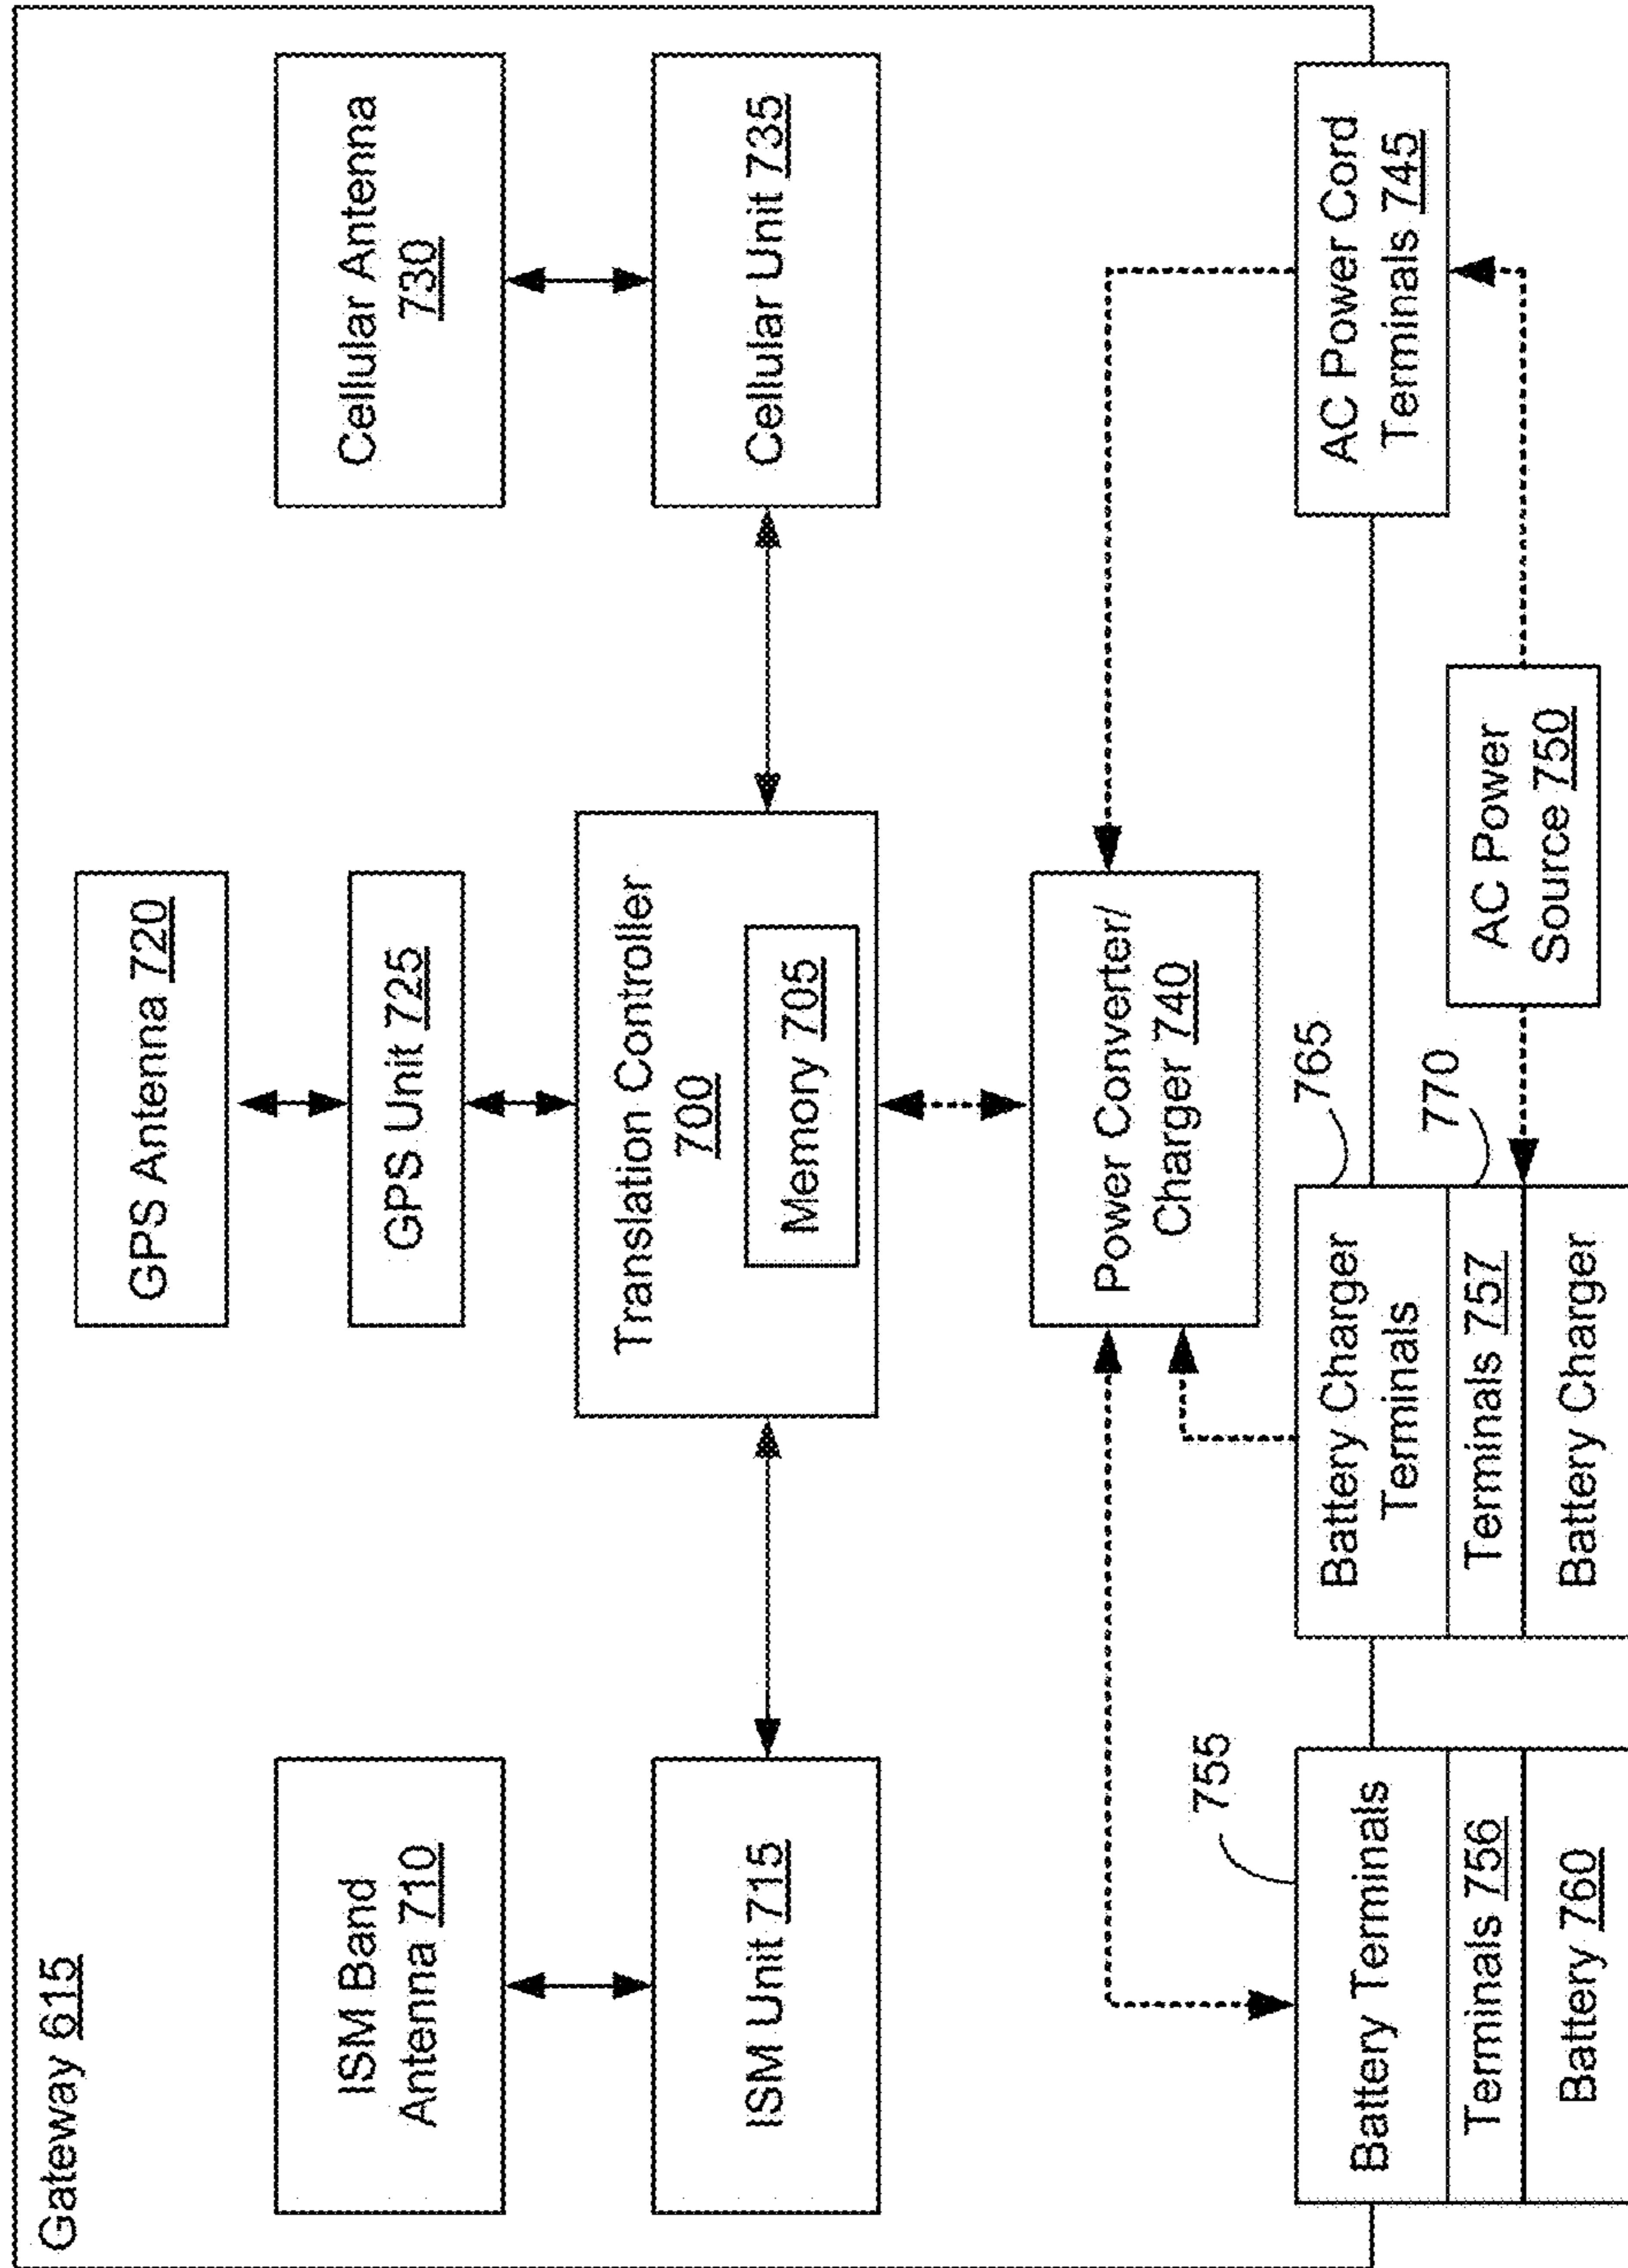 Gateway 615
GPS Antenna 720
GPS Unit 725
ISM Band
Antenna 710
Cellular Antenna
730
Translation Controller
700
Memory 705
ISM Unit 715
Cellular Unit 735
Power Converter/
Charger 740
755
Battery Terminals
Terminals 756
Battery 760
765
Battery Charger
Terminals
770
Terminals 757
Battery Charger
AC Power
Source 750
AC Power Cord
Terminals 745